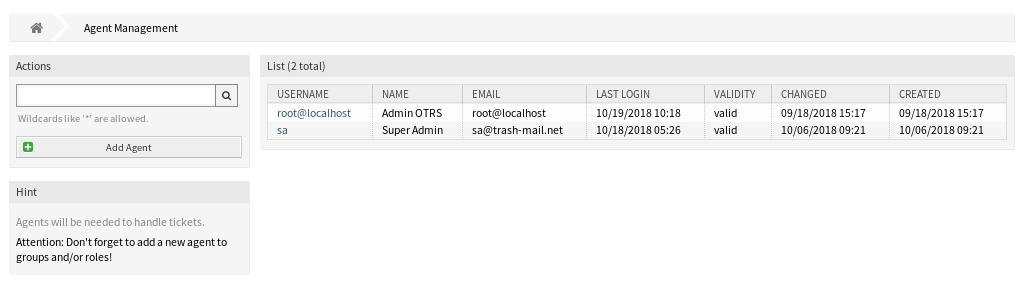 Agent Management
Actions
Wildcards like '*' are allowed.
Add Agent
Hint
Agents will be needed to handle tickets.
Attention: Don't forget to add a new agent to
groups and/or roles!
List (2 total)
USERNAME NAME EMAIL LAST LOGIN VALIDITY CHANGED CREATED
root@localhost Admin OTRS root@localhost 10/19/2018 10:18 valid 09/18/2018 15:17 09/18/2018 15:17
sa Super Admin sa@trash-mail.net 10/18/2018 05:26 valid 10/06/2018 09:21 10/06/2018 09:21